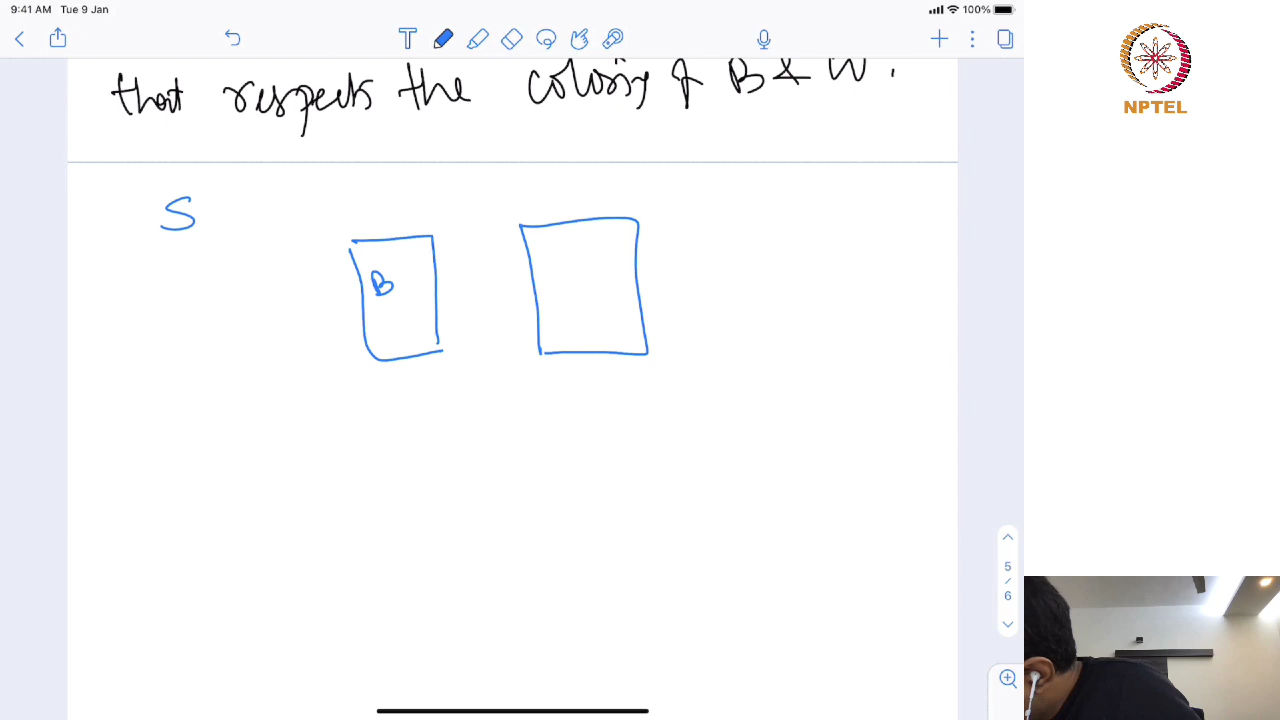 9:41 AM Tue 9 Jan
100%
NPTEL
that respects the coloring of B & W.
S
B
5
/
6